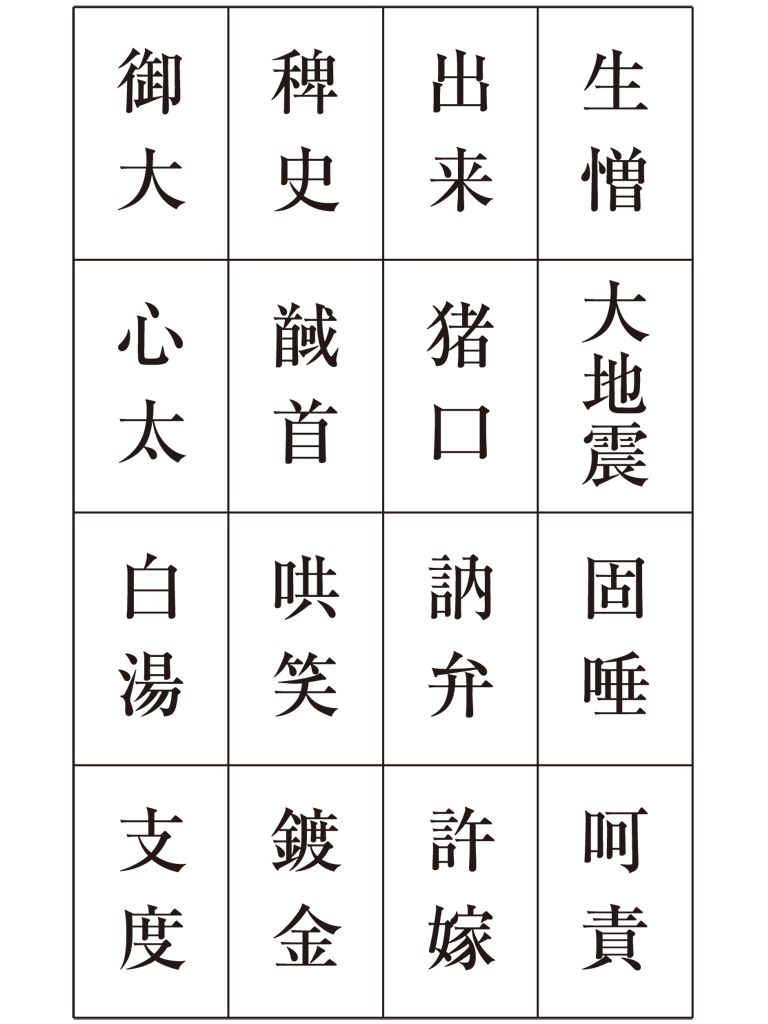 生憎
大地震
固唾
呵責
出来
猪口
訥弁
許嫁
稗史
馘首
哄笑
鍍金
御大
心太
白湯
支度